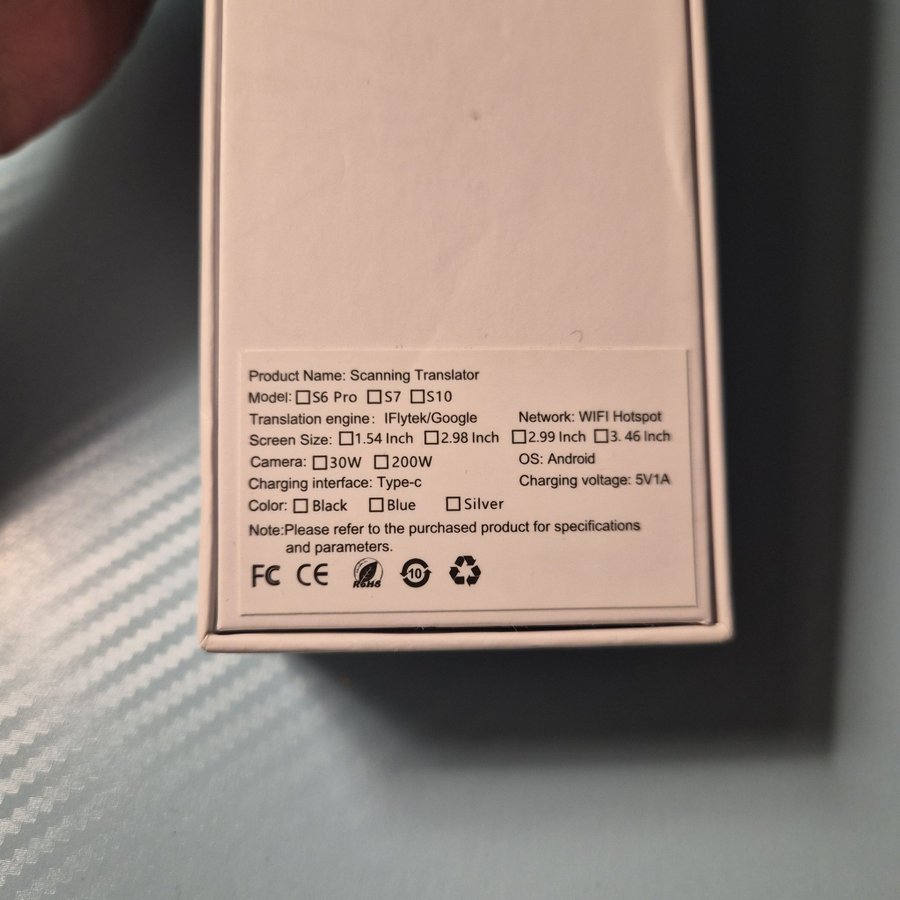 Product Name: Scanning Translator
Model: □S6 Pro □S7 □S10
Translation engine: IFlytek/Google Network: WIFI Hotspot
Screen Size: □1.54 Inch □2.98 Inch □2.99 Inch □3. 46 Inch
Camera: □30W □200W OS: Android
Charging interface: Type-c Charging voltage: 5V1A
Color: □Black □Blue □Silver
Note:Please refer to the purchased product for specifications
and parameters.
FC CE RoHS 10